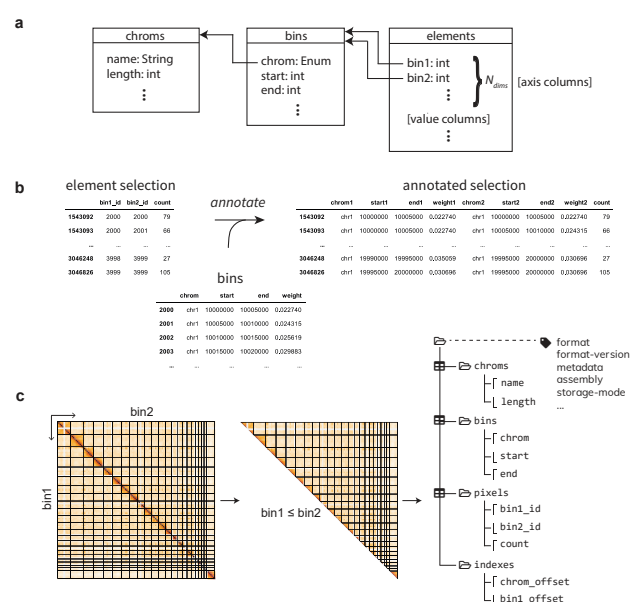 a
chroms
name: String
length: int
⋮
bins
chrom: Enum
start: int
end: int
⋮
elements
bin1: int
bin2: int
⋮
N dims
[axis columns]
[value columns]
⋮
b
element selection
bin1_id bin2_id count
1543092 2000 2000 79
1543093 2000 2001 66
... ... ... ...
3046248 3998 3999 27
3046826 3999 3999 105
annotate
bins
chrom start end weight
2000 chr1 10000000 10005000 0.022740
2001 chr1 10005000 10010000 0.024315
2002 chr1 10010000 10015000 0.025619
2003 chr1 10015000 10020000 0.029883
... ... ... ... ...
annotated selection
chrom1 start1 end1 weight1 chrom2 start2 end2 weight2 count
1543092 chr1 10000000 10005000 0.022740 chr1 10000000 10005000 0.022740 79
1543093 chr1 10000000 10005000 0.022740 chr1 10005000 10010000 0.024315 66
... ... ... ... ... ... ... ... ... ...
3046248 chr1 19990000 19995000 0.035059 chr1 19995000 20000000 0.030696 27
3046826 chr1 19995000 20000000 0.030696 chr1 19995000 20000000 0.030696 105
c
bin2
bin1
bin1 ≤ bin2
format
format-version
metadata
assembly
storage-mode
...
chroms
name
length
bins
chrom
start
end
pixels
bin1_id
bin2_id
count
indexes
chrom_offset
bin1_offset